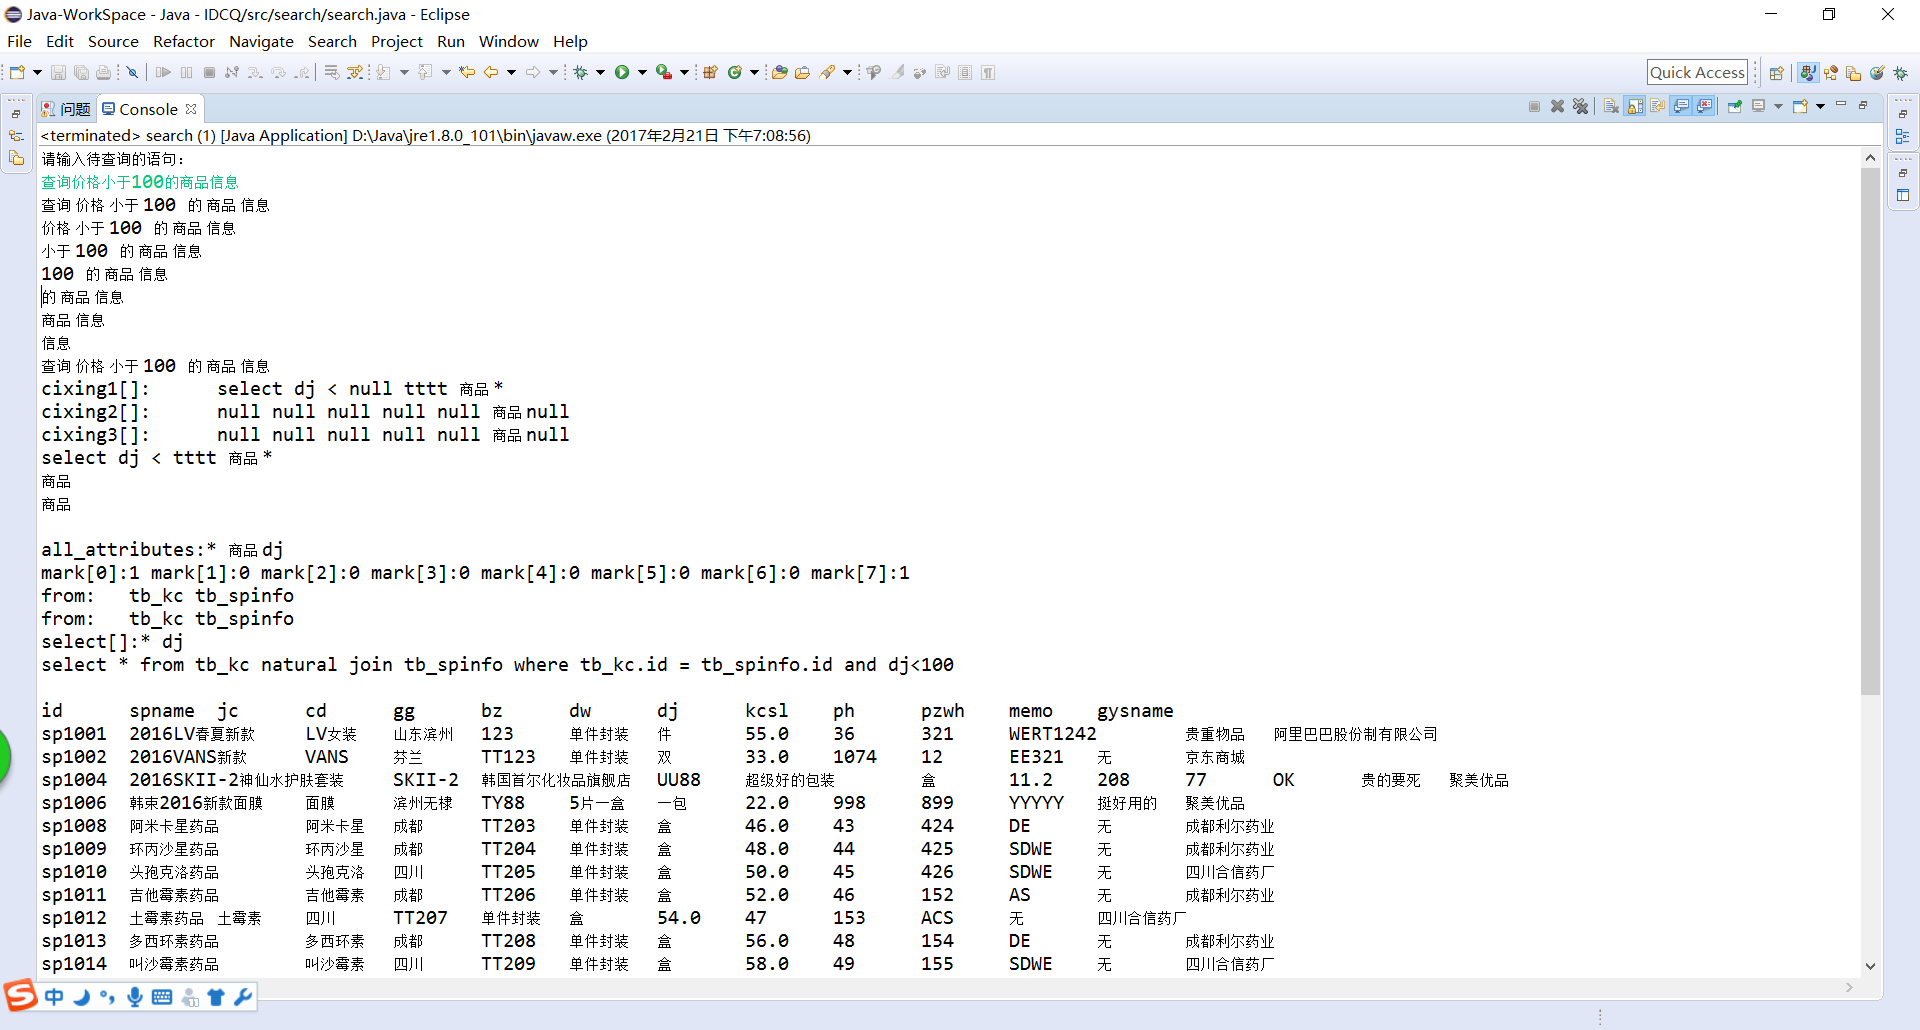 Java-WorkSpace - Java - IDCQ/src/search/search.java - Eclipse
File Edit Source Refactor Navigate Search Project Run Window Help
Quick Access
问题 Console
<terminated> search (1) [Java Application] D:\Java\jre1.8.0_101\bin\javaw.exe (2017年2月21日 下午7:08:56)
请输入待查询的语句:
查询价格小于100的商品信息
查询 价格 小于 100 的 商品 信息
价格 小于 100 的 商品 信息
小于 100 的 商品 信息
100 的 商品 信息
的 商品 信息
商品 信息
信息
查询 价格 小于 100 的 商品 信息
cixing1[]: select dj < null tttt 商品 *
cixing2[]: null null null null null 商品 null
cixing3[]: null null null null null 商品 null
select dj < tttt 商品 *
商品
商品
all_attributes:* 商品 dj
mark[0]:1 mark[1]:0 mark[2]:0 mark[3]:0 mark[4]:0 mark[5]:0 mark[6]:0 mark[7]:1
from: tb_kc tb_spinfo
from: tb_kc tb_spinfo
select[]:* dj
select * from tb_kc natural join tb_spinfo where tb_kc.id = tb_spinfo.id and dj<100
id spname jc cd gg bz dw dj kcsl ph pzwh memo gysname
sp1001 2016LV春夏新款 LV女装 山东滨州 123 单件封装 件 55.0 36 321 WERT1242 贵重物品 阿里巴巴股份制有限公司
sp1002 2016VANS新款 VANS 芬兰 TT123 单件封装 双 33.0 1074 12 EE321 无 京东商城
sp1004 2016SKII-2神仙水护肤套装 SKII-2 韩国首尔化妆品旗舰店 UU88 超级好的包装 盒 11.2 208 77 OK 贵的要死 聚美优品
sp1006 韩束2016新款面膜 面膜 滨州无棣 TY88 5片一盒 一包 22.0 998 899 YYYYY 挺好用的 聚美优品
sp1008 阿米卡星药品 阿米卡星 成都 TT203 单件封装 盒 46.0 43 424 DE 无 成都利尔药业
sp1009 环丙沙星药品 环丙沙星 成都 TT204 单件封装 盒 48.0 44 425 SDWE 无 成都利尔药业
sp1010 头孢克洛药品 头孢克洛 四川 TT205 单件封装 盒 50.0 45 426 SDWE 无 四川合信药厂
sp1011 吉他霉素药品 吉他霉素 成都 TT206 单件封装 盒 52.0 46 152 AS 无 成都利尔药业
sp1012 土霉素药品 土霉素 四川 TT207 单件封装 盒 54.0 47 153 ACS 无 四川合信药厂
sp1013 多西环素药品 多西环素 成都 TT208 单件封装 盒 56.0 48 154 DE 无 成都利尔药业
sp1014 叫沙霉素药品 叫沙霉素 四川 TT209 单件封装 盒 58.0 49 155 SDWE 无 四川合信药厂
中